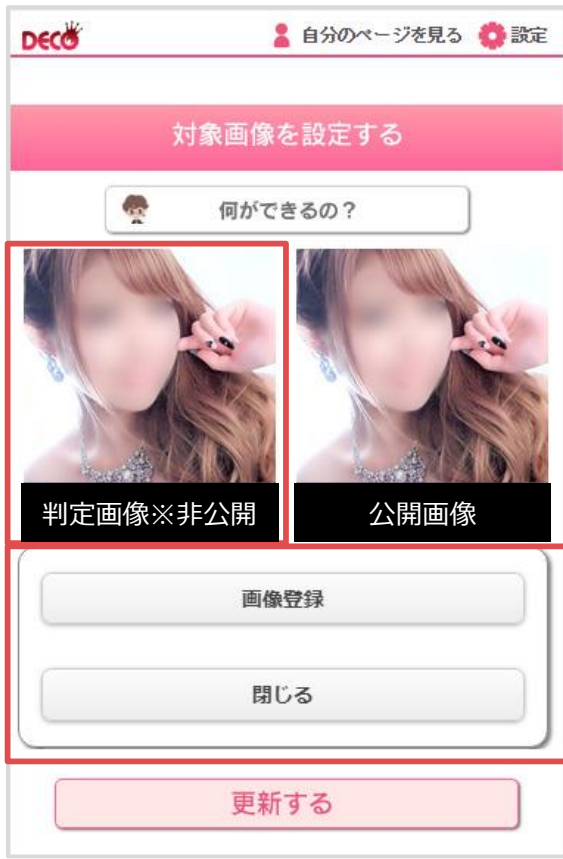 DECO
自分のページを見る 設定
対象画像を設定する
何ができるの？
判定画像※非公開
公開画像
画像登録
閉じる
更新する